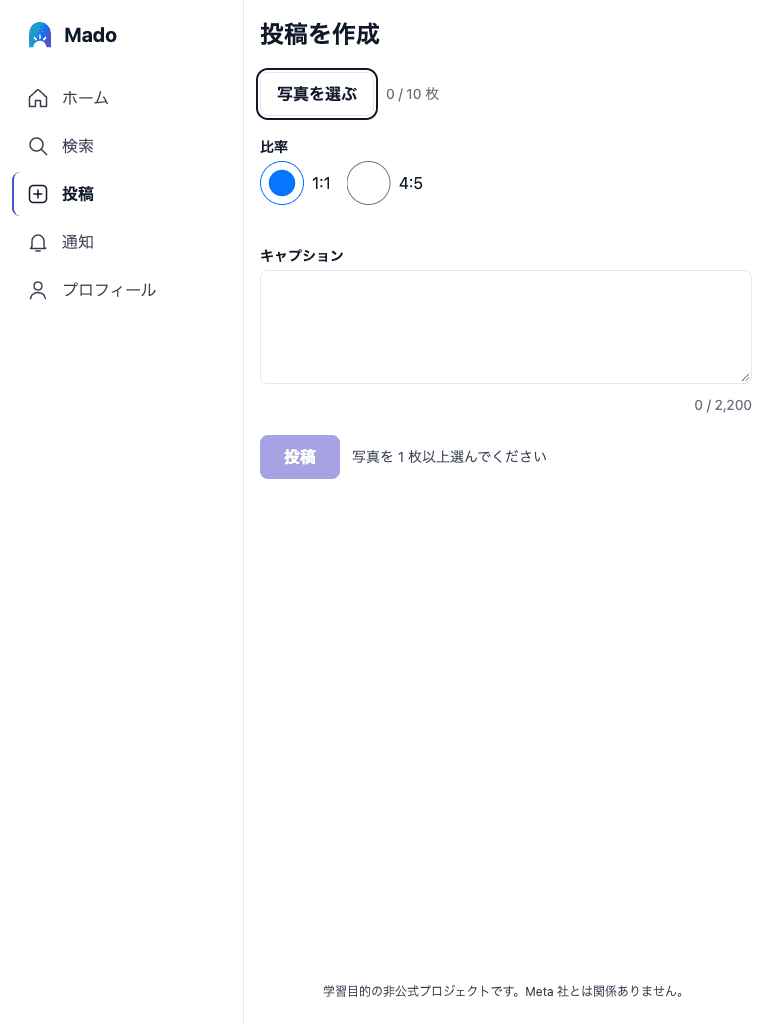 Mado
ホーム
検索
投稿
通知
プロフィール
投稿を作成
写真を選ぶ 0 / 10 枚
比率
1:1 4:5
キャプション
0 / 2,200
投稿 写真を 1 枚以上選んでください
学習目的の非公式プロジェクトです。Meta 社とは関係ありません。